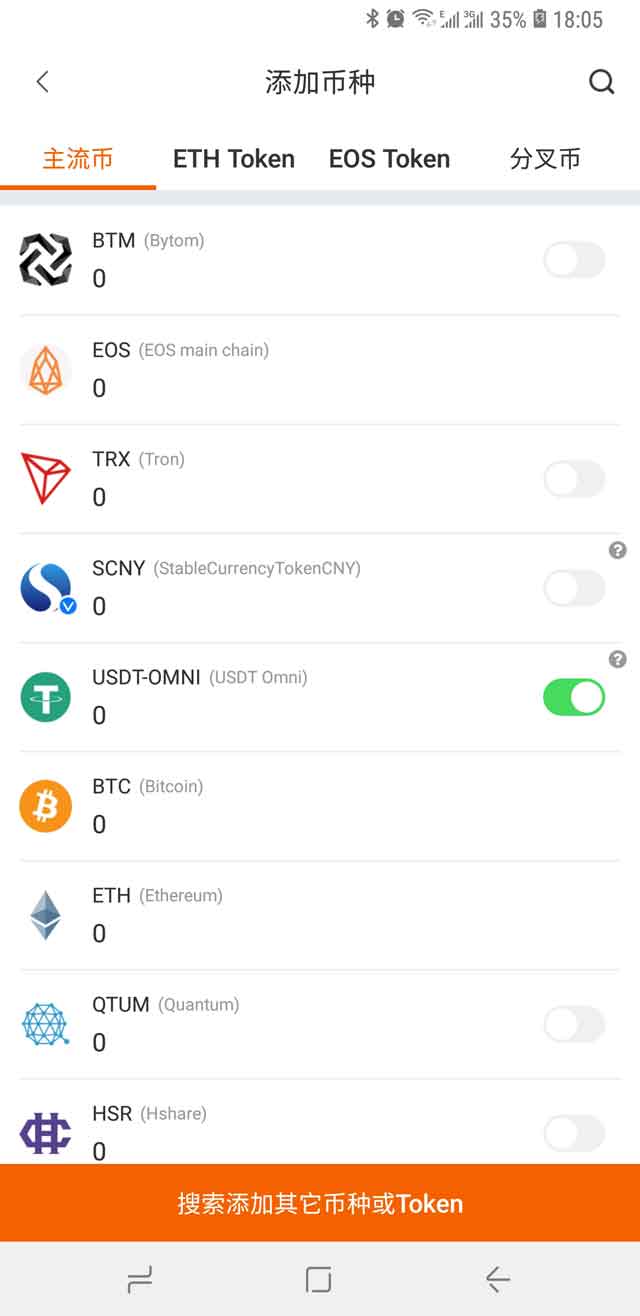 E 3G 35% 18:05
添加币种
主流币 ETH Token EOS Token 分叉币
BTM (Bytom)
0
EOS (EOS main chain)
0
TRX (Tron)
0
?
SCNY (StableCurrencyTokenCNY)
0
?
USDT-OMNI (USDT Omni)
0
BTC (Bitcoin)
0
ETH (Ethereum)
0
QTUM (Quantum)
0
HSR (Hshare)
0
搜索添加其它币种或Token